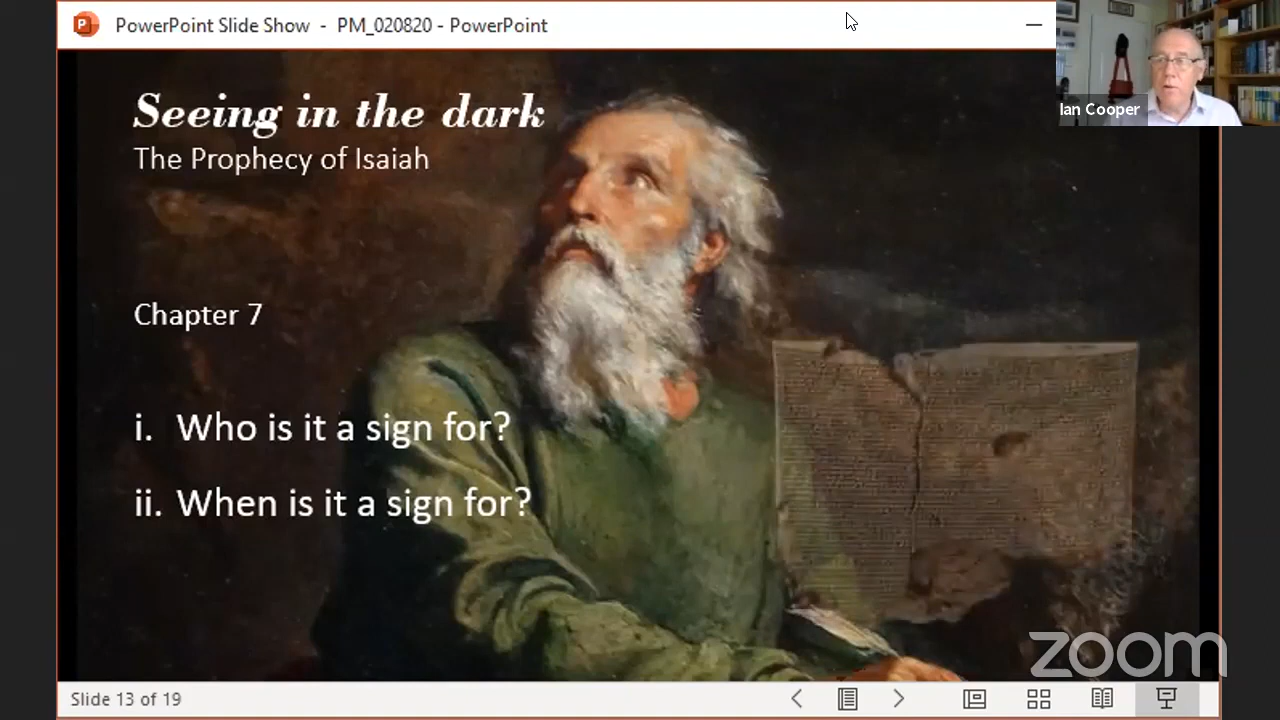 PowerPoint Slide Show - PM_020820 - PowerPoint
Ian Cooper
Seeing in the dark
The Prophecy of Isaiah
Chapter 7
i. Who is it a sign for?
ii. When is it a sign for?
zoom
Slide 13 of 19